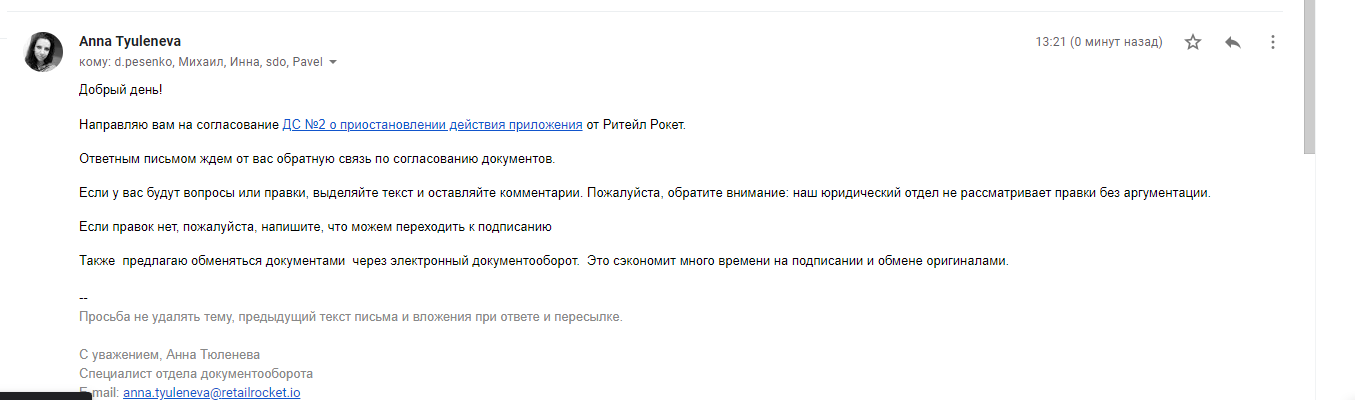 Anna Tyuleneva
13:21 (0 минут назад)
кому: d.pesenko, Михаил, Инна, sdo, Pavel
Добрый день!
Направляю вам на согласование ДС №2 о приостановлении действия приложения от Ритейл Рокет.
Ответным письмом ждем от вас обратную связь по согласованию документов.
Если у вас будут вопросы или правки, выделяйте текст и оставляйте комментарии. Пожалуйста, обратите внимание: наш юридический отдел не рассматривает правки без аргументации.
Если правок нет, пожалуйста, напишите, что можем переходить к подписанию
Также  предлагаю обменяться документами  через электронный документооборот.  Это сэкономит много времени на подписании и обмене оригиналами.
--
Просьба не удалять тему, предыдущий текст письма и вложения при ответе и пересылке.
С уважением, Анна Тюленева
Специалист отдела документооборота
E-mail: anna.tyuleneva@retailrocket.io